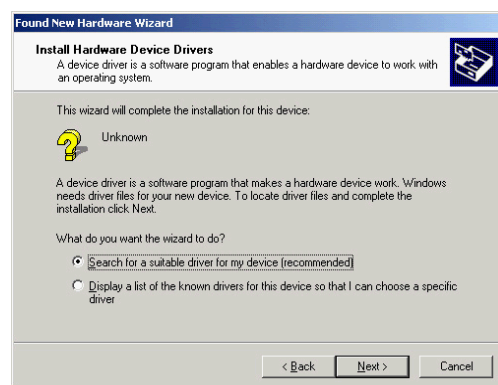 Found New Hardware Wizard
Install Hardware Device Drivers
A device driver is a software program that enables a hardware device to work with
an operating system.
This wizard will complete the installation for this device:
Unknown
A device driver is a software program that makes a hardware device work. Windows
needs driver files for your new device. To locate driver files and complete the
installation click Next.
What do you want the wizard to do?
Search for a suitable driver for my device (recommended)
Display a list of the known drivers for this device so that I can choose a specific
driver
< Back Next > Cancel